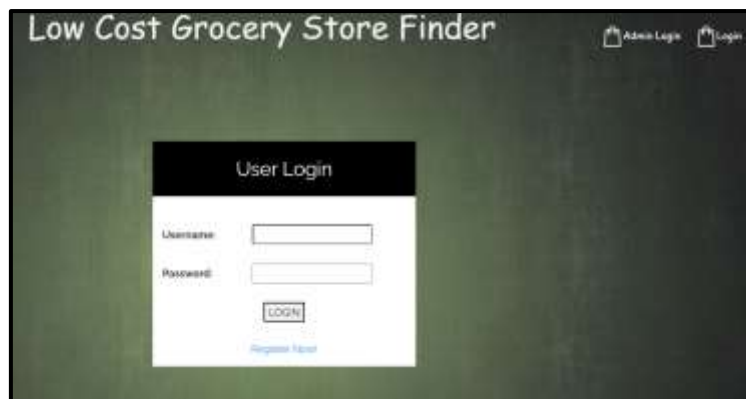 Low Cost Grocery Store Finder
Admin Login
Login
User Login
Username:
Password:
LOGIN
Register Now!